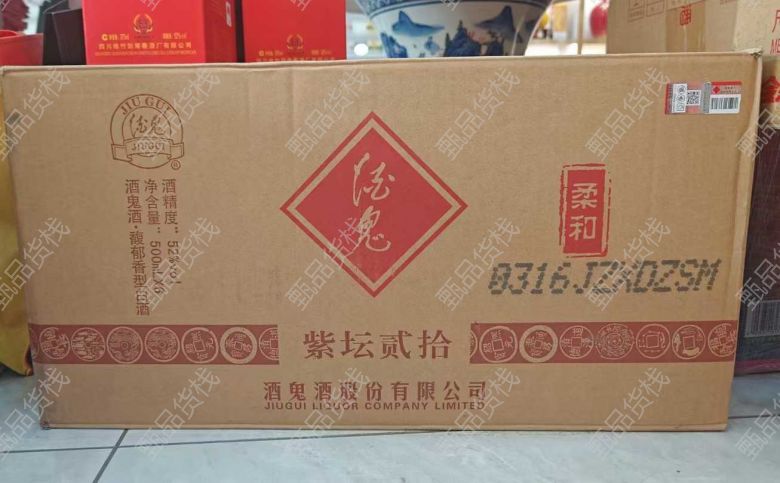 JIU GUI
酒鬼
JIUGUI
®
酒精度：52%vol
净含量：500mL×6
酒鬼酒·馥郁香型白酒
酒鬼
柔和
0316JZXDZSM
紫坛贰拾
酒鬼酒股份有限公司
JIUGUI LIQUOR COMPANY LIMITED
甄品货栈